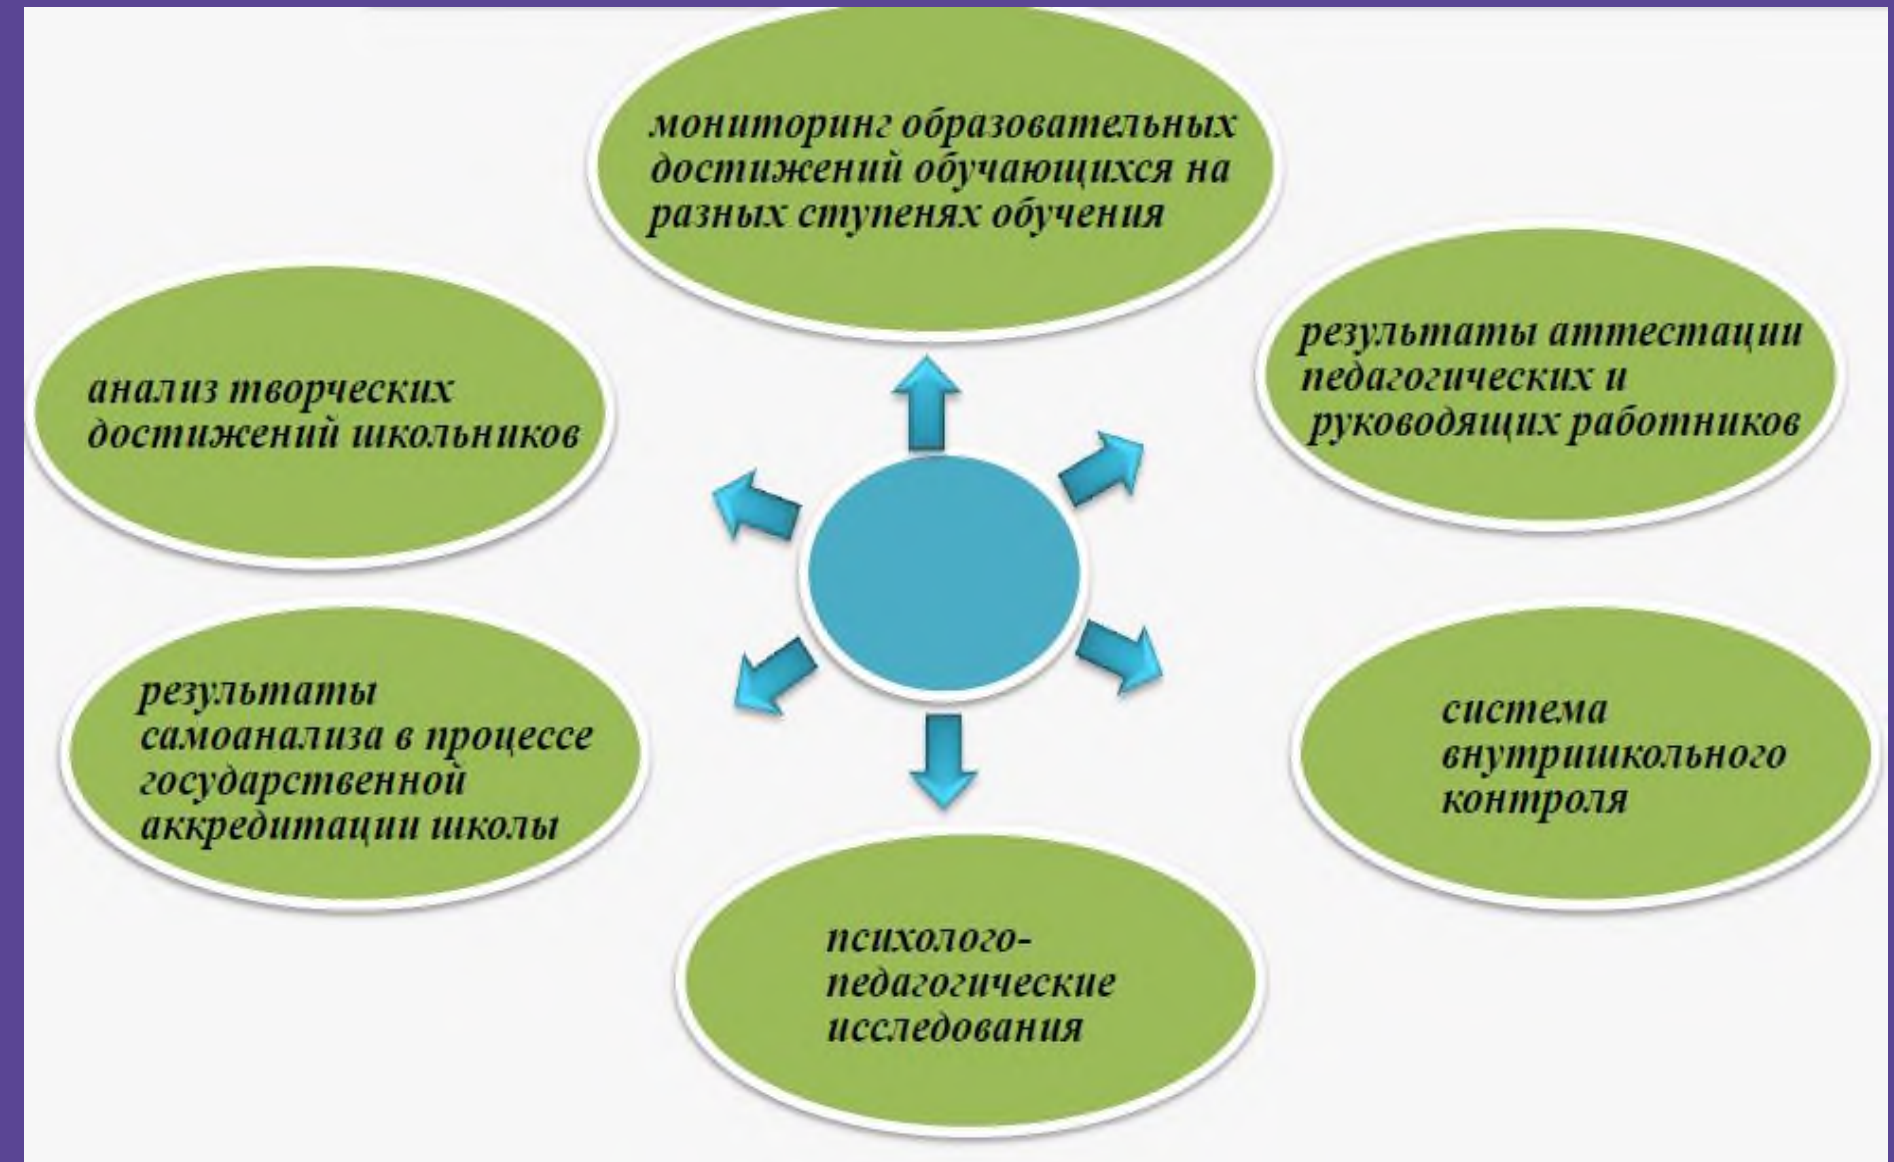 мониторинг образовательных
достижений обучающихся на
разных ступенях обучения
результаты аттестации
педагогических и
руководящих работников
анализ творческих
достижений школьников
результаты
самоанализа в процессе
государственной
аккредитации школы
система
внутришкольного
контроля
психолого-
педагогические
исследования